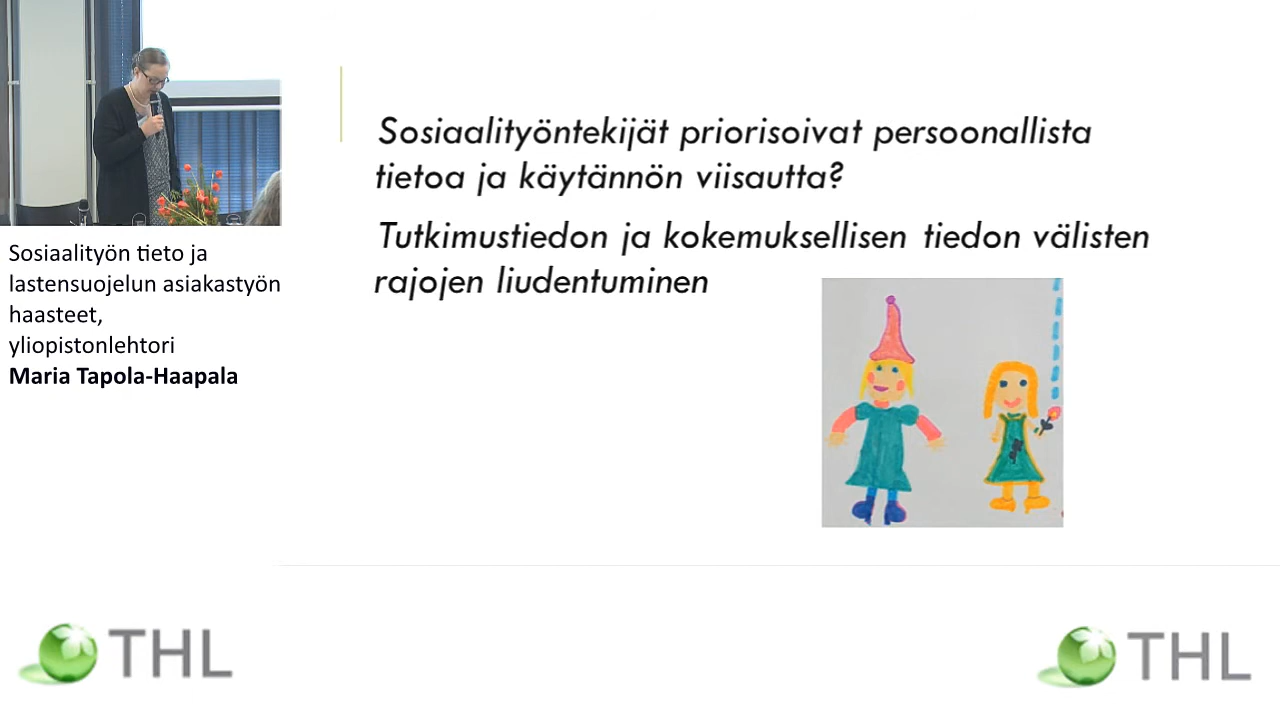 Sosiaalityöntekijät priorisoivat persoonallista
tietoa ja käytännön viisautta?
Tutkimustiedon ja kokemuksellisen tiedon välisten
rajojen liudentuminen
Sosiaalityön tieto ja
lastensuojelun asiakastyön
haasteet,
yliopistonlehtori
Maria Tapola-Haapala
THL
THL